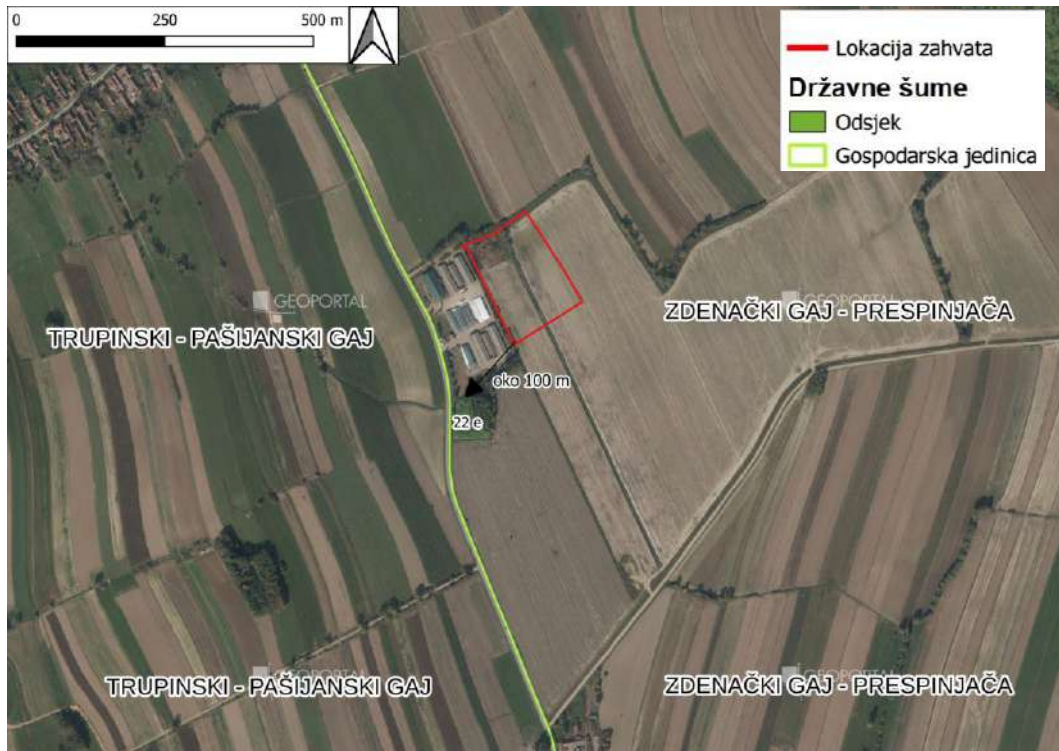 0 250 500 m
Lokacija zahvata
Državne šume
Odsjek
Gospodarska jedinica
GEOPORTAL
GEOPORTAL
TRUPINSKI - PAŠIJANSKI GAJ
ZDENAČKI GAJ - PRESPINJAČA
oko 100 m
22 e
GEOPORTAL
GEOPORTAL
TRUPINSKI - PAŠIJANSKI GAJ
ZDENAČKI GAJ - PRESPINJAČA